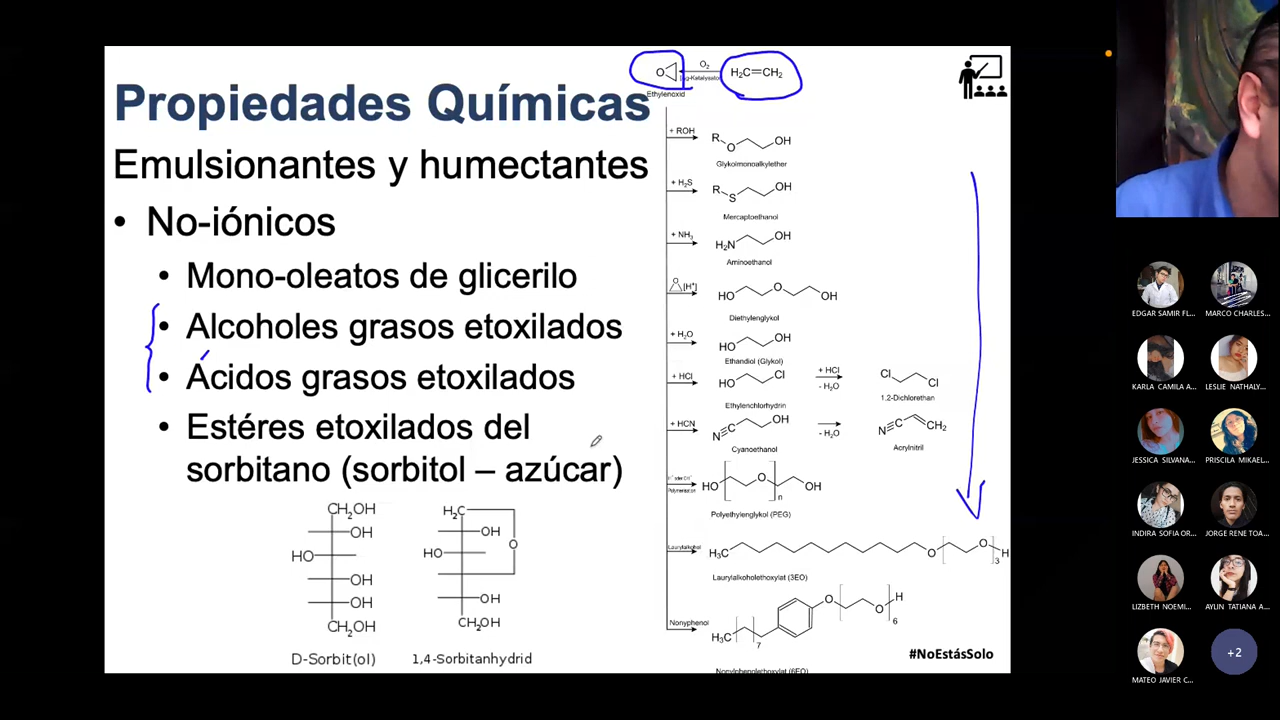 Propiedades Químicas
Emulsionantes y humectantes
• No-iónicos
• Mono-oleatos de glicerilo
• Alcoholes grasos etoxilados
• Ácidos grasos etoxilados
• Estéres etoxilados del
sorbitano (sorbitol – azúcar)
CH₂OH
OH
HO
OH
OH
CH₂OH
D-Sorbit(ol)
H₂C
OH
HO
O
OH
CH₂OH
1,4-Sorbitanhydrid
O
O₂
H₂C=CH₂
Ethylenoxid
+ ROH
R O OH
Glykolmonoalkylether
+ H₂S
R S OH
Mercaptoethanol
+ NH₃
H₂N OH
Aminoethanol
O [H⁺]
HO O OH
Diethylenglykol
+ H₂O
HO OH
Ethandiol (Glykol)
+ HCl
HO Cl
Ethylenchlorhydrin
+ HCl
- H₂O
Cl Cl
1,2-Dichlorethan
+ HCN
N OH
Cyanoethanol
- H₂O
N CH₂
Acrylnitril
HO O OH
n
Polyethylenglykol (PEG)
Laurylalkohol
H₃C O O H
3
Laurylalkoholethoxylat (3EO)
Nonyphenol
H₃C 7 O O H
6
Nonylphenolethoxylat (6EO)
#NoEstásSolo
EDGAR SAMIR FL...
MARCO CHARLES...
KARLA CAMILA A...
LESLIE NATHALY...
JESSICA SILVANA...
PRISCILA MIKAEL...
INDIRA SOFIA OR...
JORGE RENE TOA...
LIZBETH NOEMI...
AYLIN TATIANA A...
MATEO JAVIER C...
+2